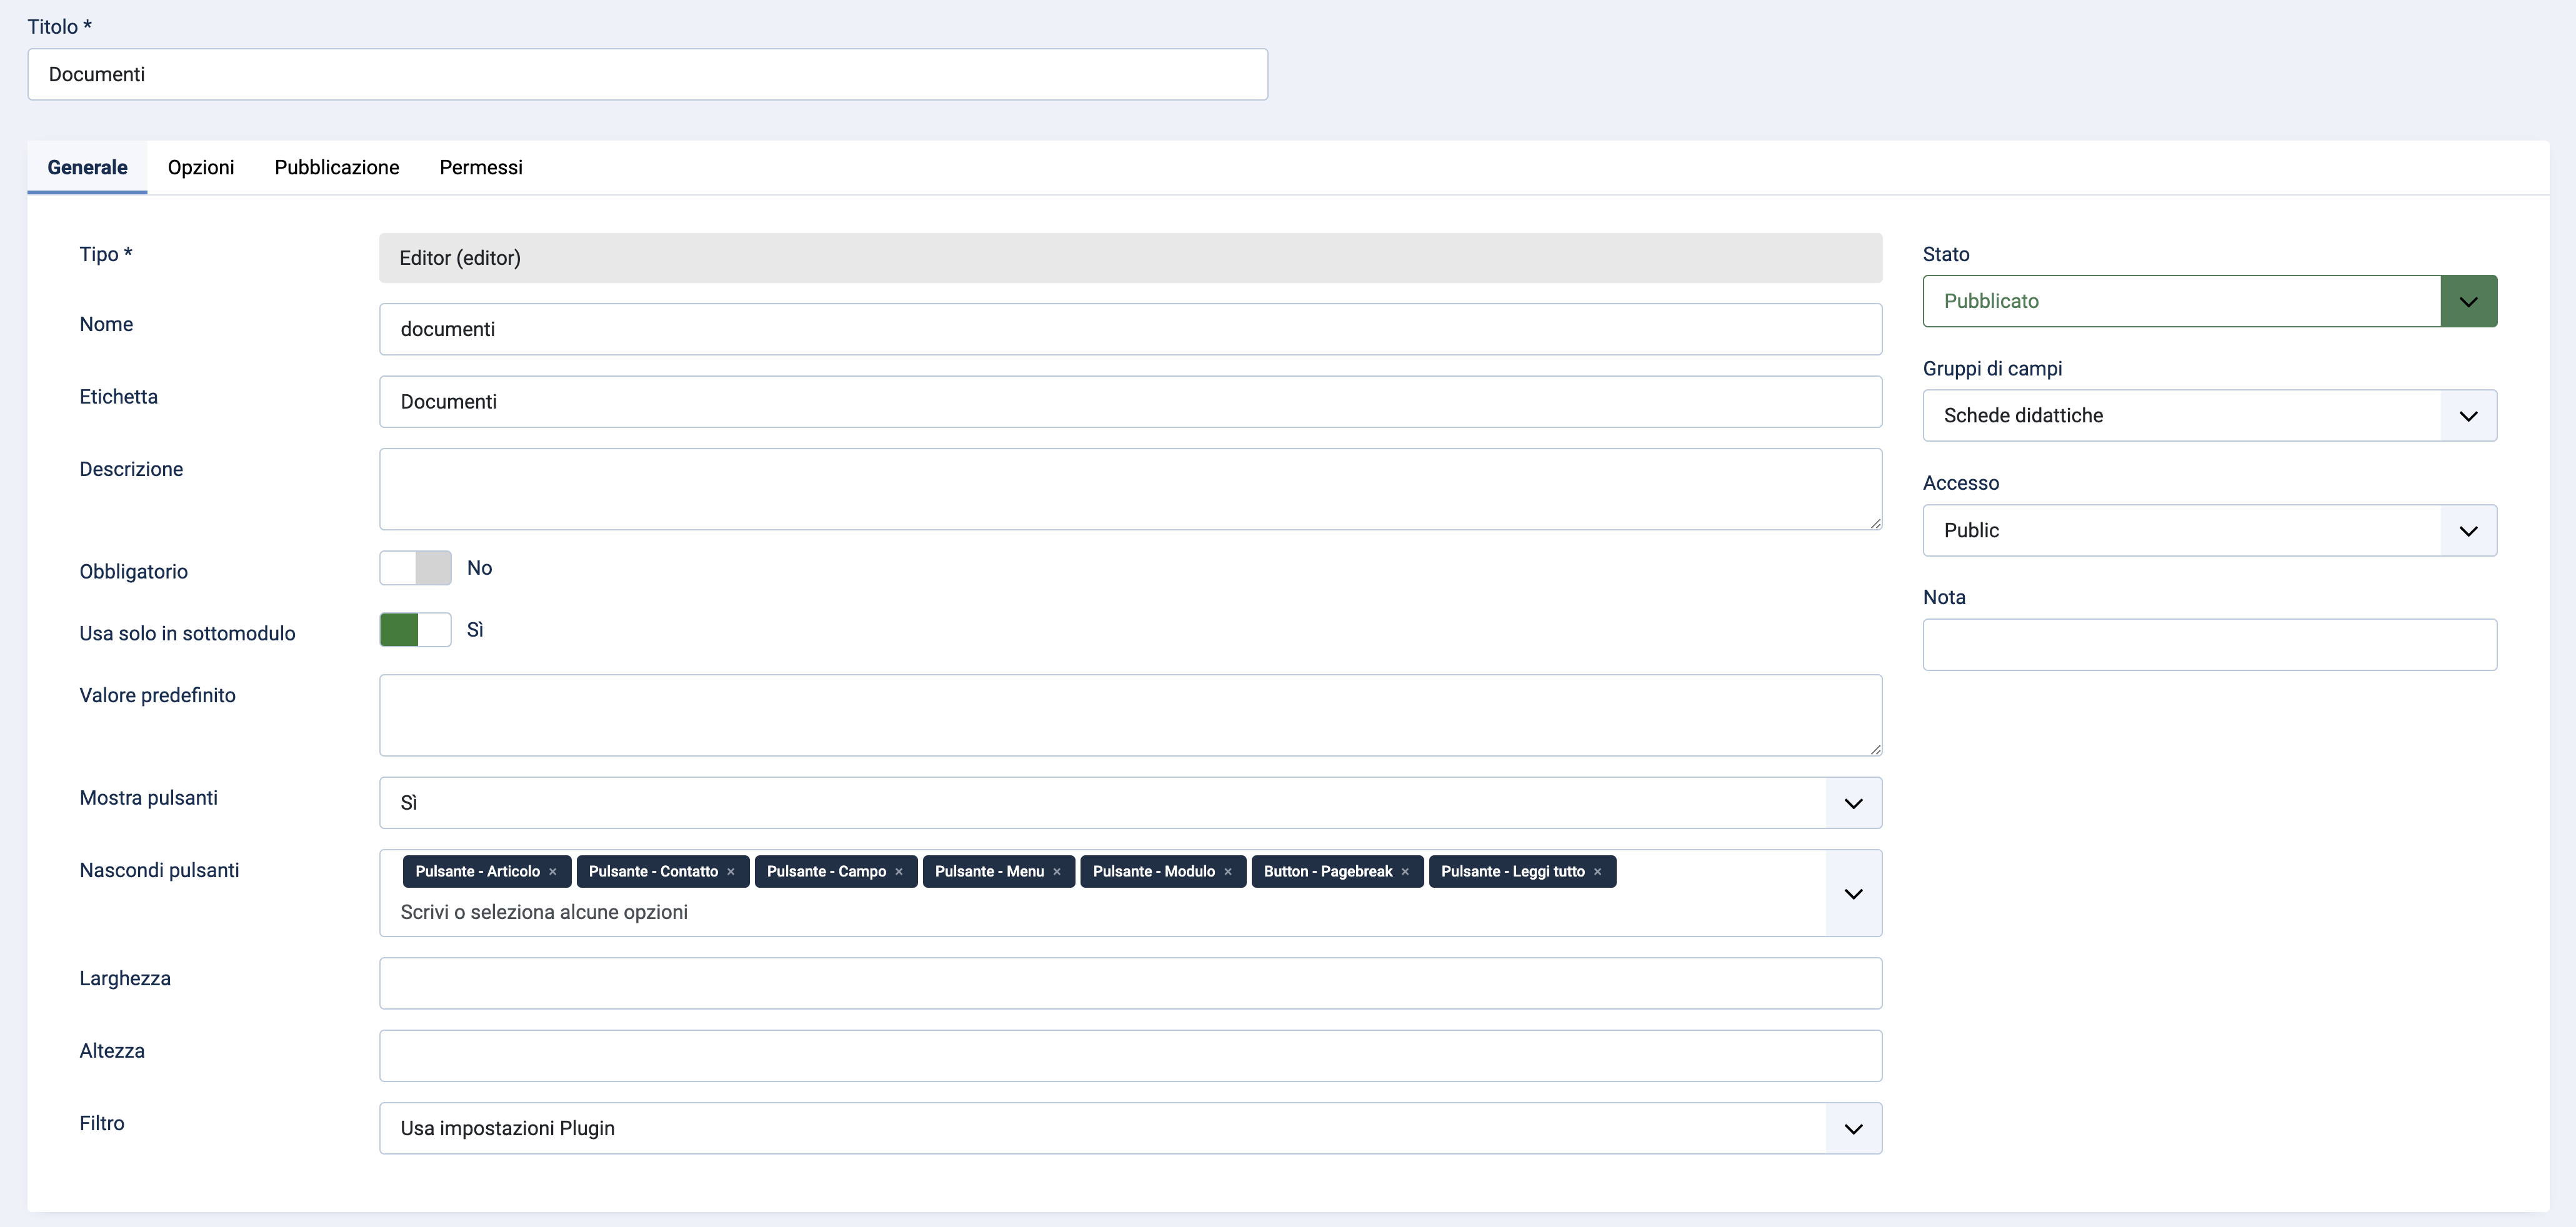 Titolo *
Documenti
Generale Opzioni Pubblicazione Permessi
Tipo *
Editor (editor)
Nome
documenti
Etichetta
Documenti
Descrizione
Obbligatorio
No
Usa solo in sottomodulo
Sì
Valore predefinito
Mostra pulsanti
Sì
Nascondi pulsanti
Pulsante - Articolo × Pulsante - Contatto × Pulsante - Campo × Pulsante - Menu × Pulsante - Modulo × Button - Pagebreak × Pulsante - Leggi tutto ×
Scrivi o seleziona alcune opzioni
Larghezza
Altezza
Filtro
Usa impostazioni Plugin
Stato
Pubblicato
Gruppi di campi
Schede didattiche
Accesso
Public
Nota